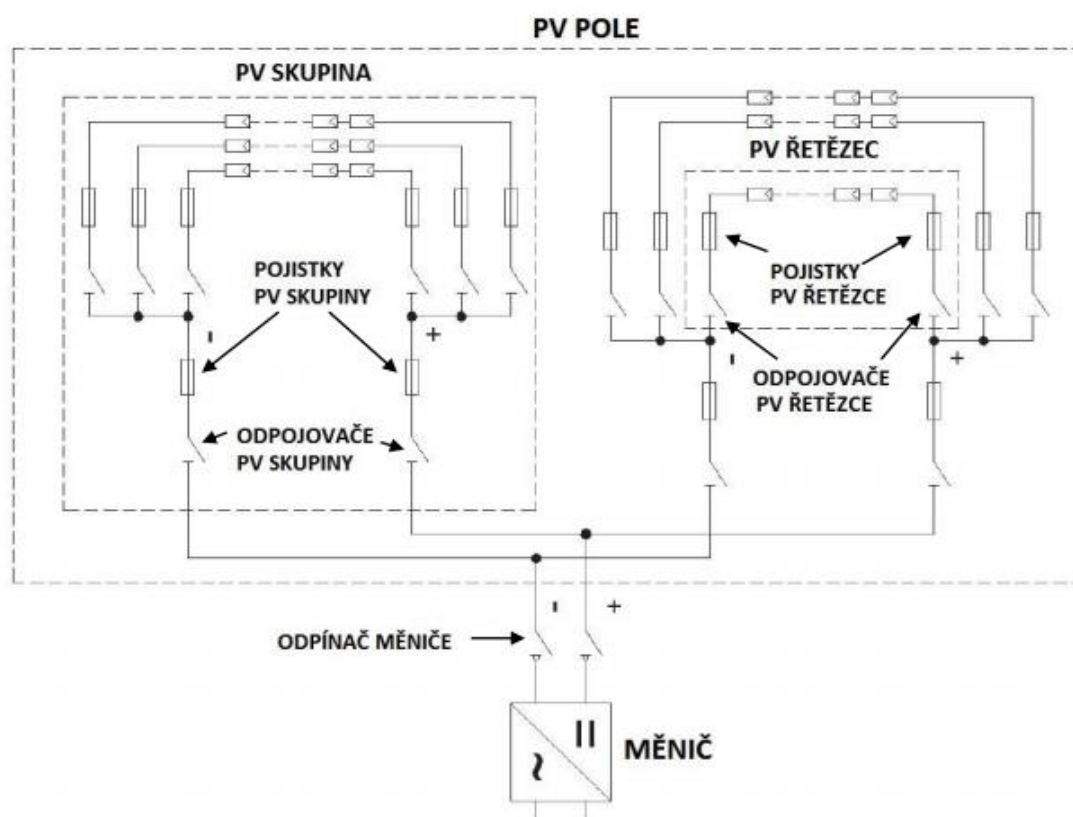 PV POLE
PV SKUPINA
PV ŘETĚZEC
POJISTKY
PV SKUPINY
POJISTKY
PV ŘETĚZCE
-
+
-
+
ODPOJOVAČE
PV ŘETĚZCE
ODPOJOVAČE
PV SKUPINY
-
+
ODPÍNAČ MĚNIČE
MĚNIČ